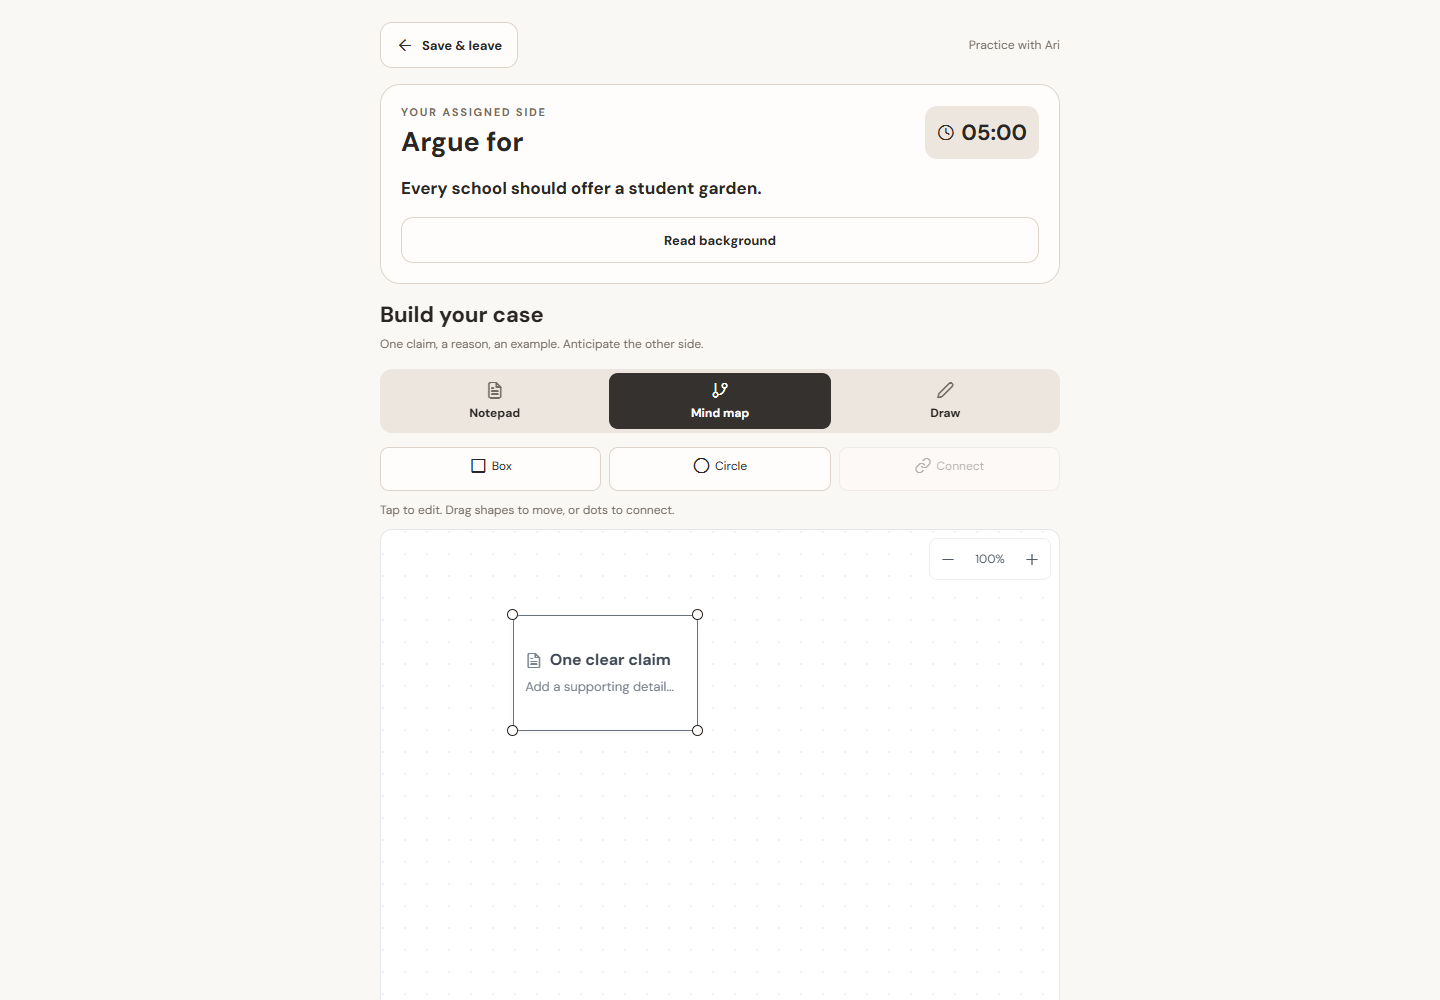 Save & leave
Practice with Ari
YOUR ASSIGNED SIDE
Argue for
05:00
Every school should offer a student garden.
Read background
Build your case
One claim, a reason, an example. Anticipate the other side.
Notepad
Mind map
Draw
Box
Circle
Connect
Tap to edit. Drag shapes to move, or dots to connect.
100%
One clear claim
Add a supporting detail...